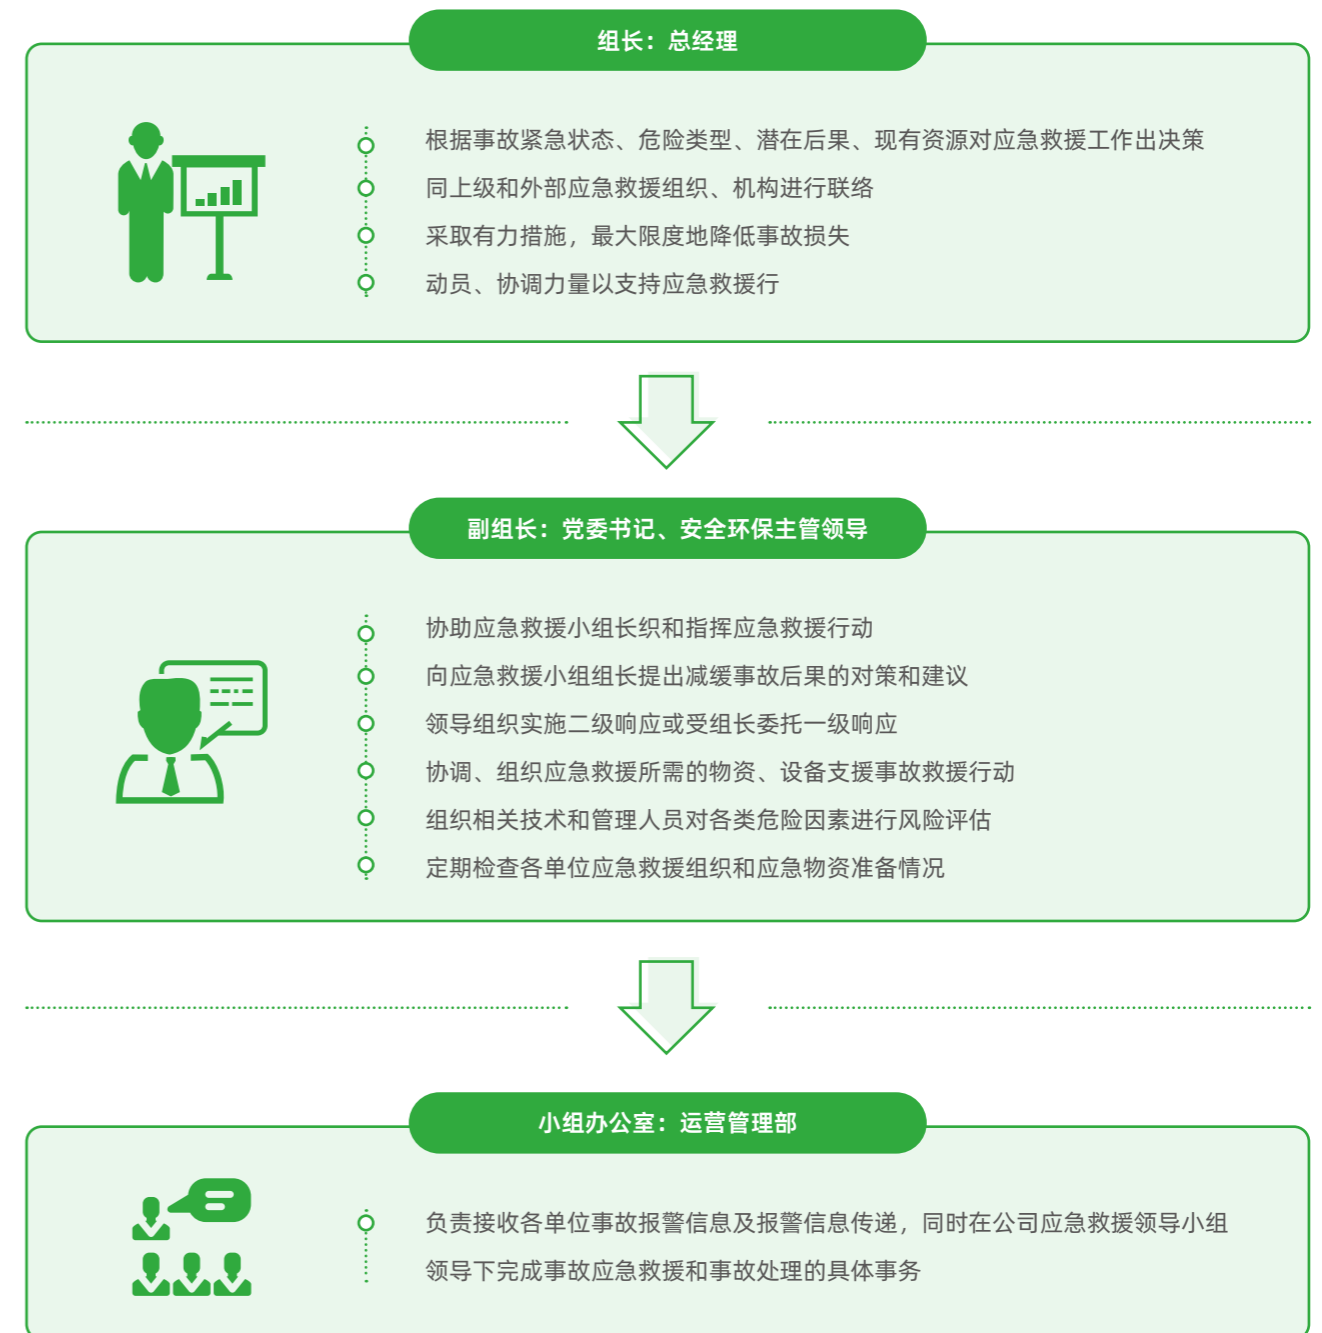 组长：总经理
根据事故紧急状态、危险类型、潜在后果、现有资源对应急救援工作出决策
同上级和外部应急救援组织、机构进行联络
采取有力措施，最大限度地降低事故损失
动员、协调力量以支持应急救援行
副组长：党委书记、安全环保主管领导
协助应急救援小组长织和指挥应急救援行动
向应急救援小组组长提出减缓事故后果的对策和建议
领导组织实施二级响应或受组长委托一级响应
协调、组织应急救援所需的物资、设备支援事故救援行动
组织相关技术和管理人员对各类危险因素进行风险评估
定期检查各单位应急救援组织和应急物资准备情况
小组办公室：运营管理部
负责接收各单位事故报警信息及报警信息传递，同时在公司应急救援领导小组
领导下完成事故应急救援和事故处理的具体事务